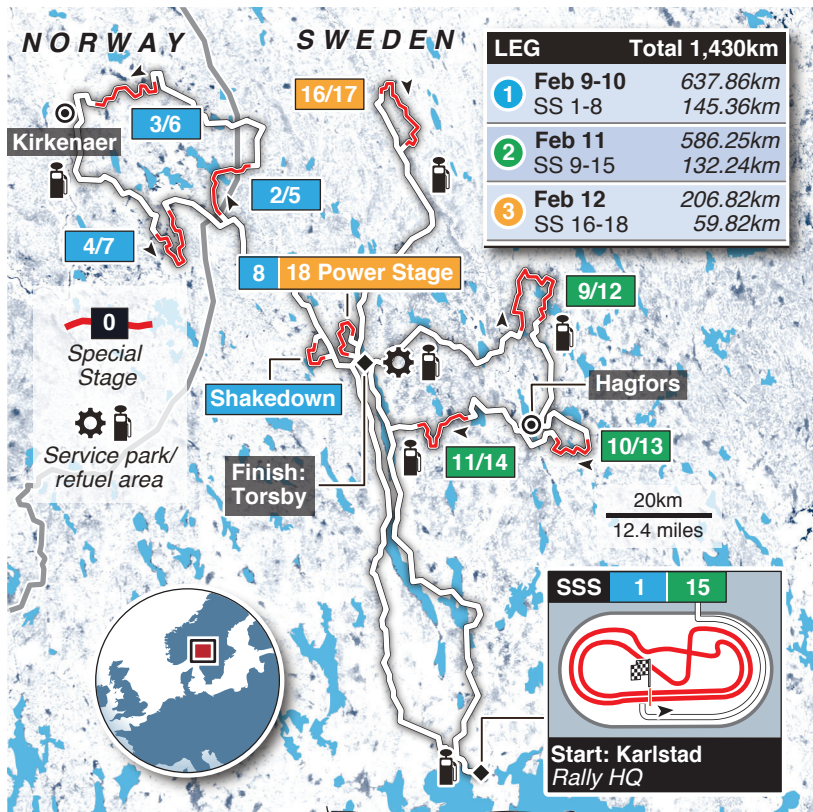 NORWAY
SWEDEN
LEG Total 1,430km
1 Feb 9-10 637.86km
SS 1-8 145.36km
2 Feb 11 586.25km
SS 9-15 132.24km
3 Feb 12 206.82km
SS 16-18 59.82km
16/17
3/6
Kirkenaer
2/5
4/7
8 18 Power Stage
9/12
0
Special
Stage
Shakedown
Hagfors
Service park/
refuel area
Finish:
Torsby
11/14
10/13
20km
12.4 miles
SSS 1 15
Start: Karlstad
Rally HQ